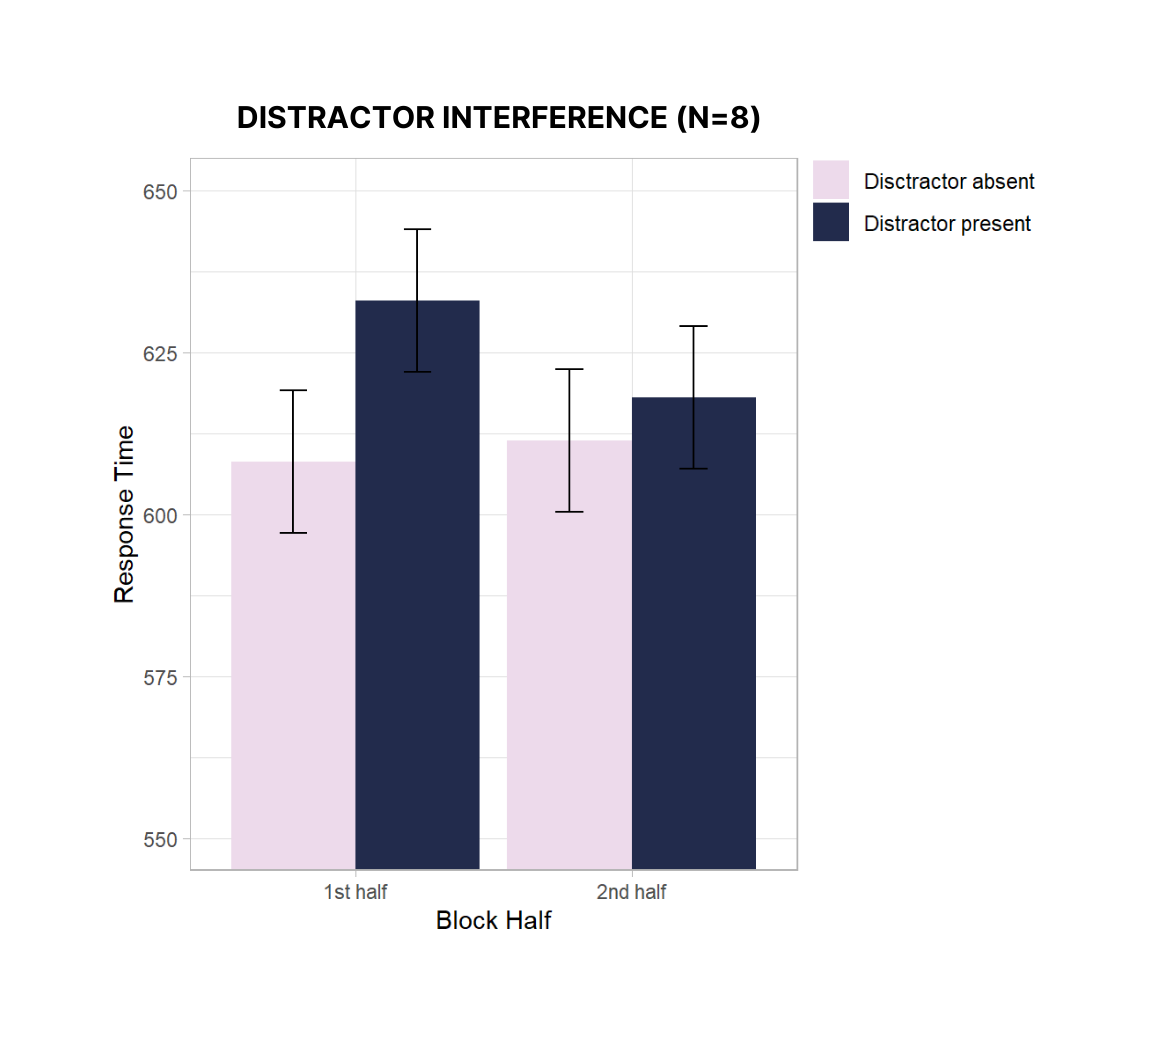 DISTRACTOR INTERFERENCE (N=8)
Disctractor absent
Distractor present
650
625
600
575
550
Response Time
1st half
2nd half
Block Half